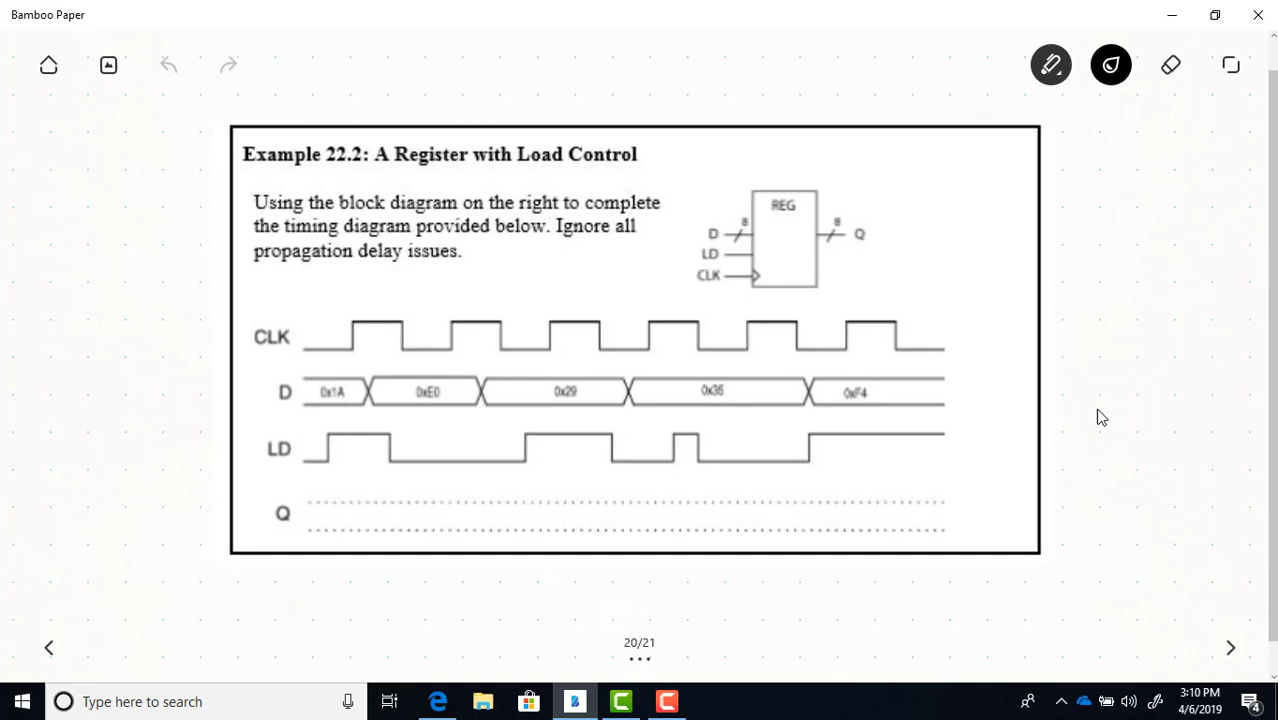 Bamboo Paper
Example 22.2: A Register with Load Control
Using the block diagram on the right to complete
the timing diagram provided below. Ignore all
propagation delay issues.
REG
8
8
D
Q
LD
CLK
CLK
D
0x1A
0xE0
0x29
0x35
0xF4
LD
Q
20/21
Type here to search
3:10 PM
4/6/2019
4